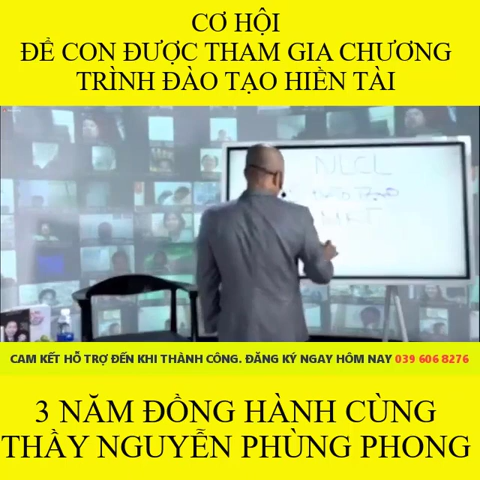 CƠ HỘI
ĐỂ CON ĐƯỢC THAM GIA CHƯƠNG
TRÌNH ĐÀO TẠO HIỀN TÀI
NLCL
CAM KẾT HỖ TRỢ ĐẾN KHI THÀNH CÔNG. ĐĂNG KÝ NGAY HÔM NAY 039 606 8276
3 NĂM ĐỒNG HÀNH CÙNG
THẦY NGUYỄN PHÙNG PHONG